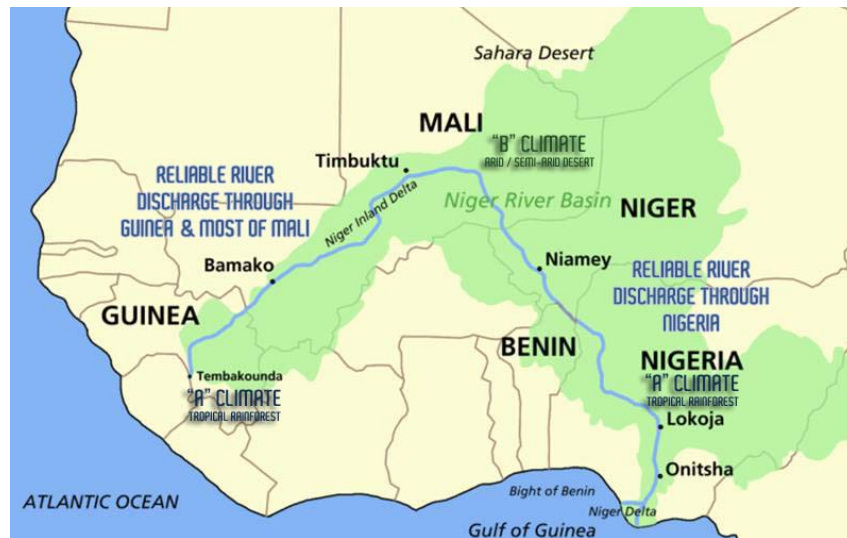 Sahara Desert
MALI
"B" CLIMATE
ARID / SEMI-ARID DESERT
Timbuktu
RELIABLE RIVER
DISCHARGE THROUGH
GUINEA & MOST OF MALI
Niger Inland Delta
Niger River Basin
NIGER
Bamako
Niamey
RELIABLE RIVER
DISCHARGE THROUGH
NIGERIA
GUINEA
BENIN
NIGERIA
Tembakounda
"A" CLIMATE
TROPICAL RAINFOREST
"A" CLIMATE
TROPICAL RAINFOREST
Lokoja
Onitsha
ATLANTIC OCEAN
Bight of Benin
Niger Delta
Gulf of Guinea